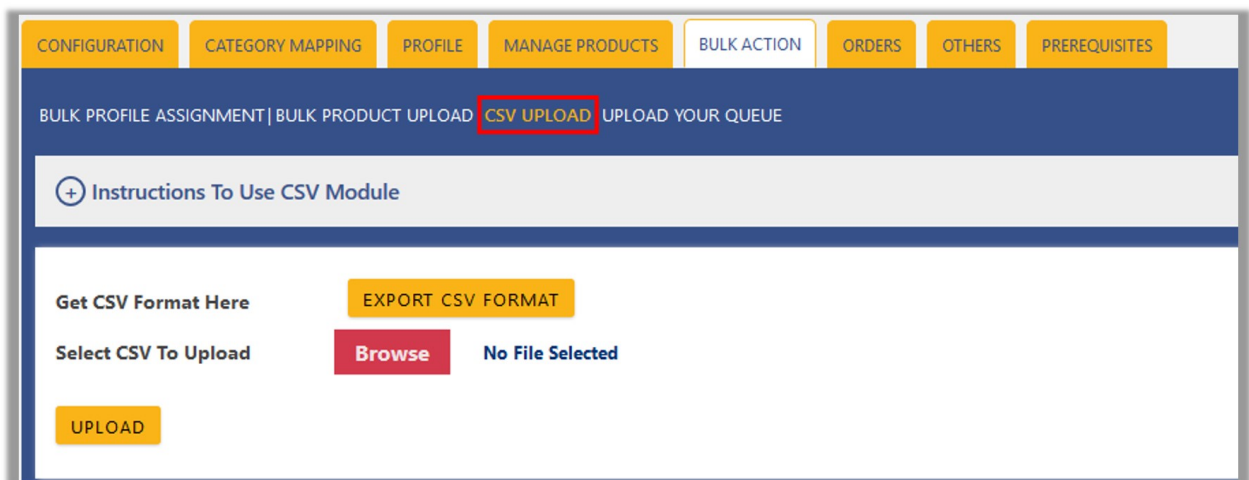 CONFIGURATION CATEGORY MAPPING PROFILE MANAGE PRODUCTS BULK ACTION ORDERS OTHERS PREREQUISITES
BULK PROFILE ASSIGNMENT| BULK PRODUCT UPLOAD CSV UPLOAD UPLOAD YOUR QUEUE
+ Instructions To Use CSV Module
Get CSV Format Here EXPORT CSV FORMAT
Select CSV To Upload Browse No File Selected
UPLOAD